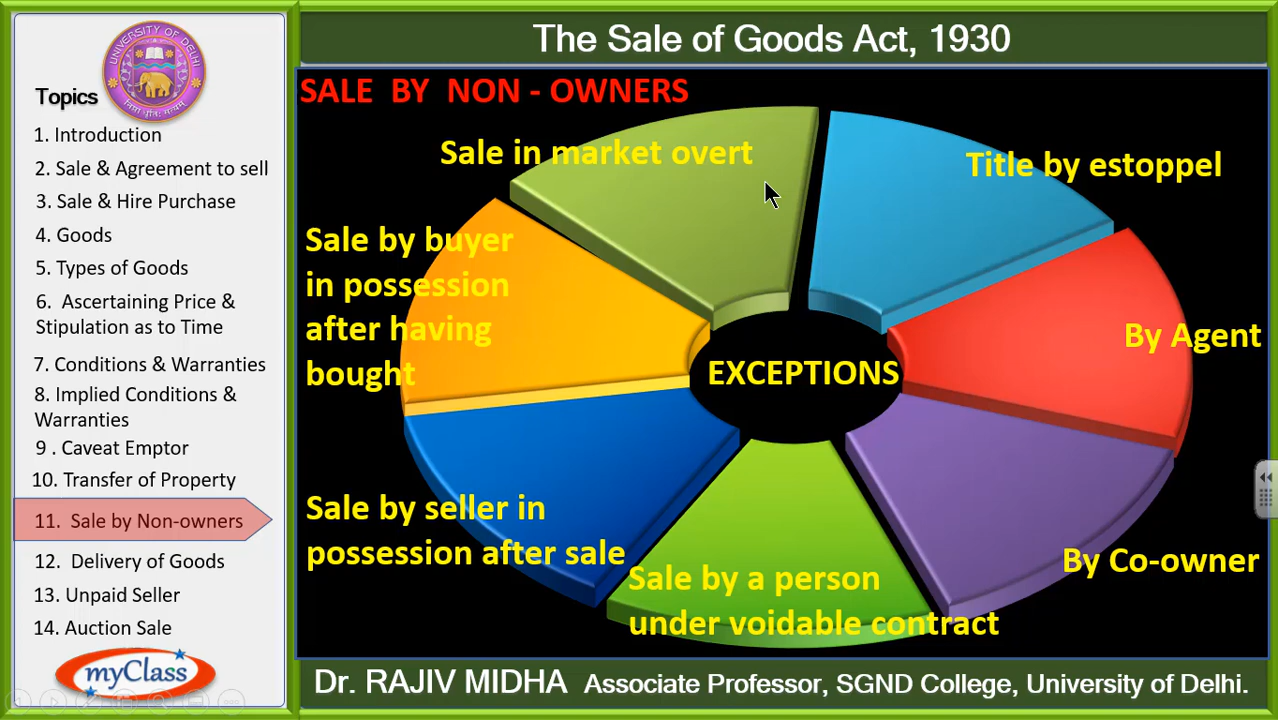 The Sale of Goods Act, 1930
UNIVERSITY OF DELHI
Topics
1. Introduction
2. Sale & Agreement to sell
3. Sale & Hire Purchase
4. Goods
5. Types of Goods
6. Ascertaining Price &
Stipulation as to Time
7. Conditions & Warranties
8. Implied Conditions &
Warranties
9 . Caveat Emptor
10. Transfer of Property
11. Sale by Non-owners
12. Delivery of Goods
13. Unpaid Seller
14. Auction Sale
myClass
SALE BY NON - OWNERS
Sale in market overt
Title by estoppel
Sale by buyer
in possession
after having
bought
By Agent
EXCEPTIONS
Sale by seller in
possession after sale
By Co-owner
Sale by a person
under voidable contract
Dr. RAJIV MIDHA Associate Professor, SGND College, University of Delhi.